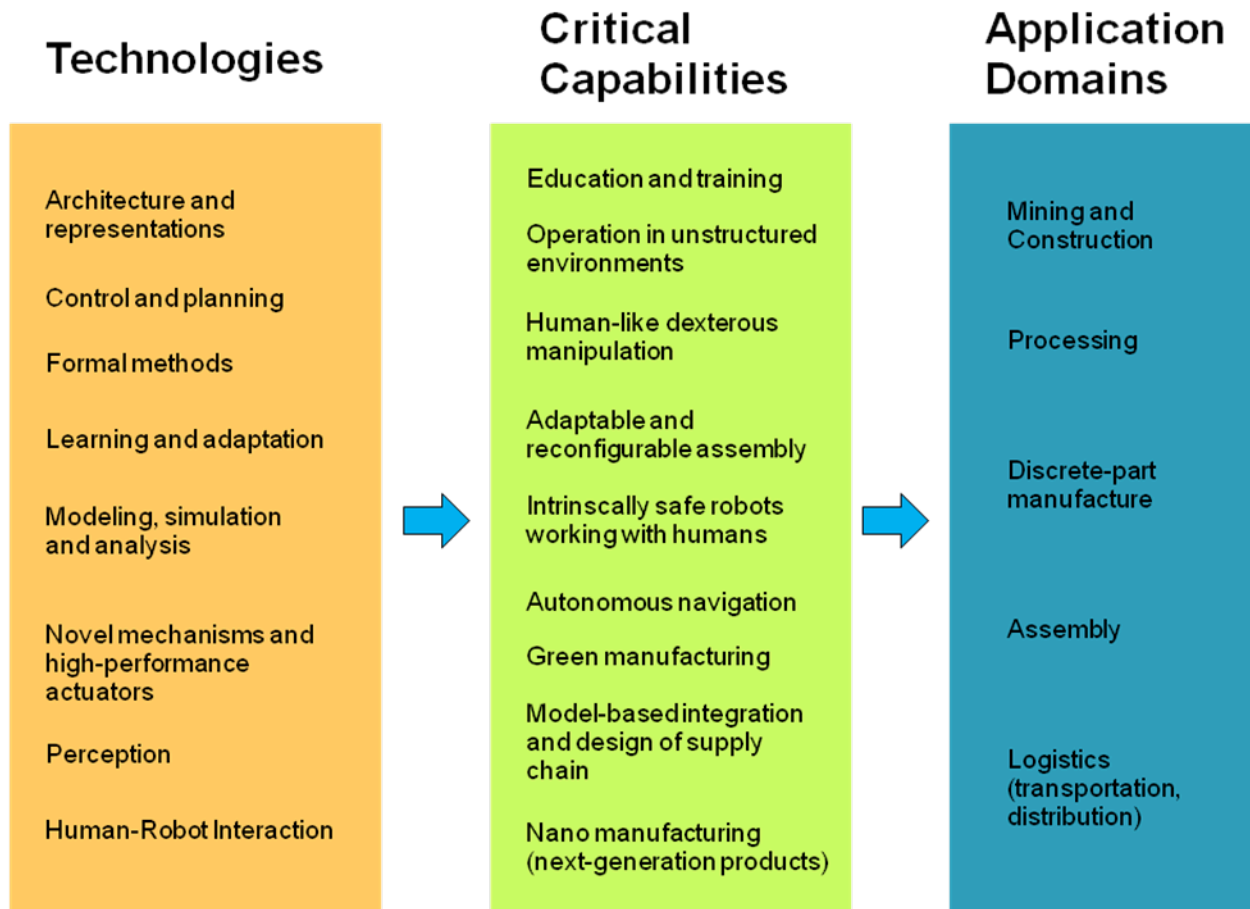 Technologies
Critical
Capabilities
Application
Domains
Architecture and
representations
Control and planning
Formal methods
Learning and adaptation
Modeling, simulation
and analysis
Novel mechanisms and
high-performance
actuators
Perception
Human-Robot Interaction
Education and training
Operation in unstructured
environments
Human-like dexterous
manipulation
Adaptable and
reconfigurable assembly
Intrinscally safe robots
working with humans
Autonomous navigation
Green manufacturing
Model-based integration
and design of supply
chain
Nano manufacturing
(next-generation products)
Mining and
Construction
Processing
Discrete-part
manufacture
Assembly
Logistics
(transportation,
distribution)